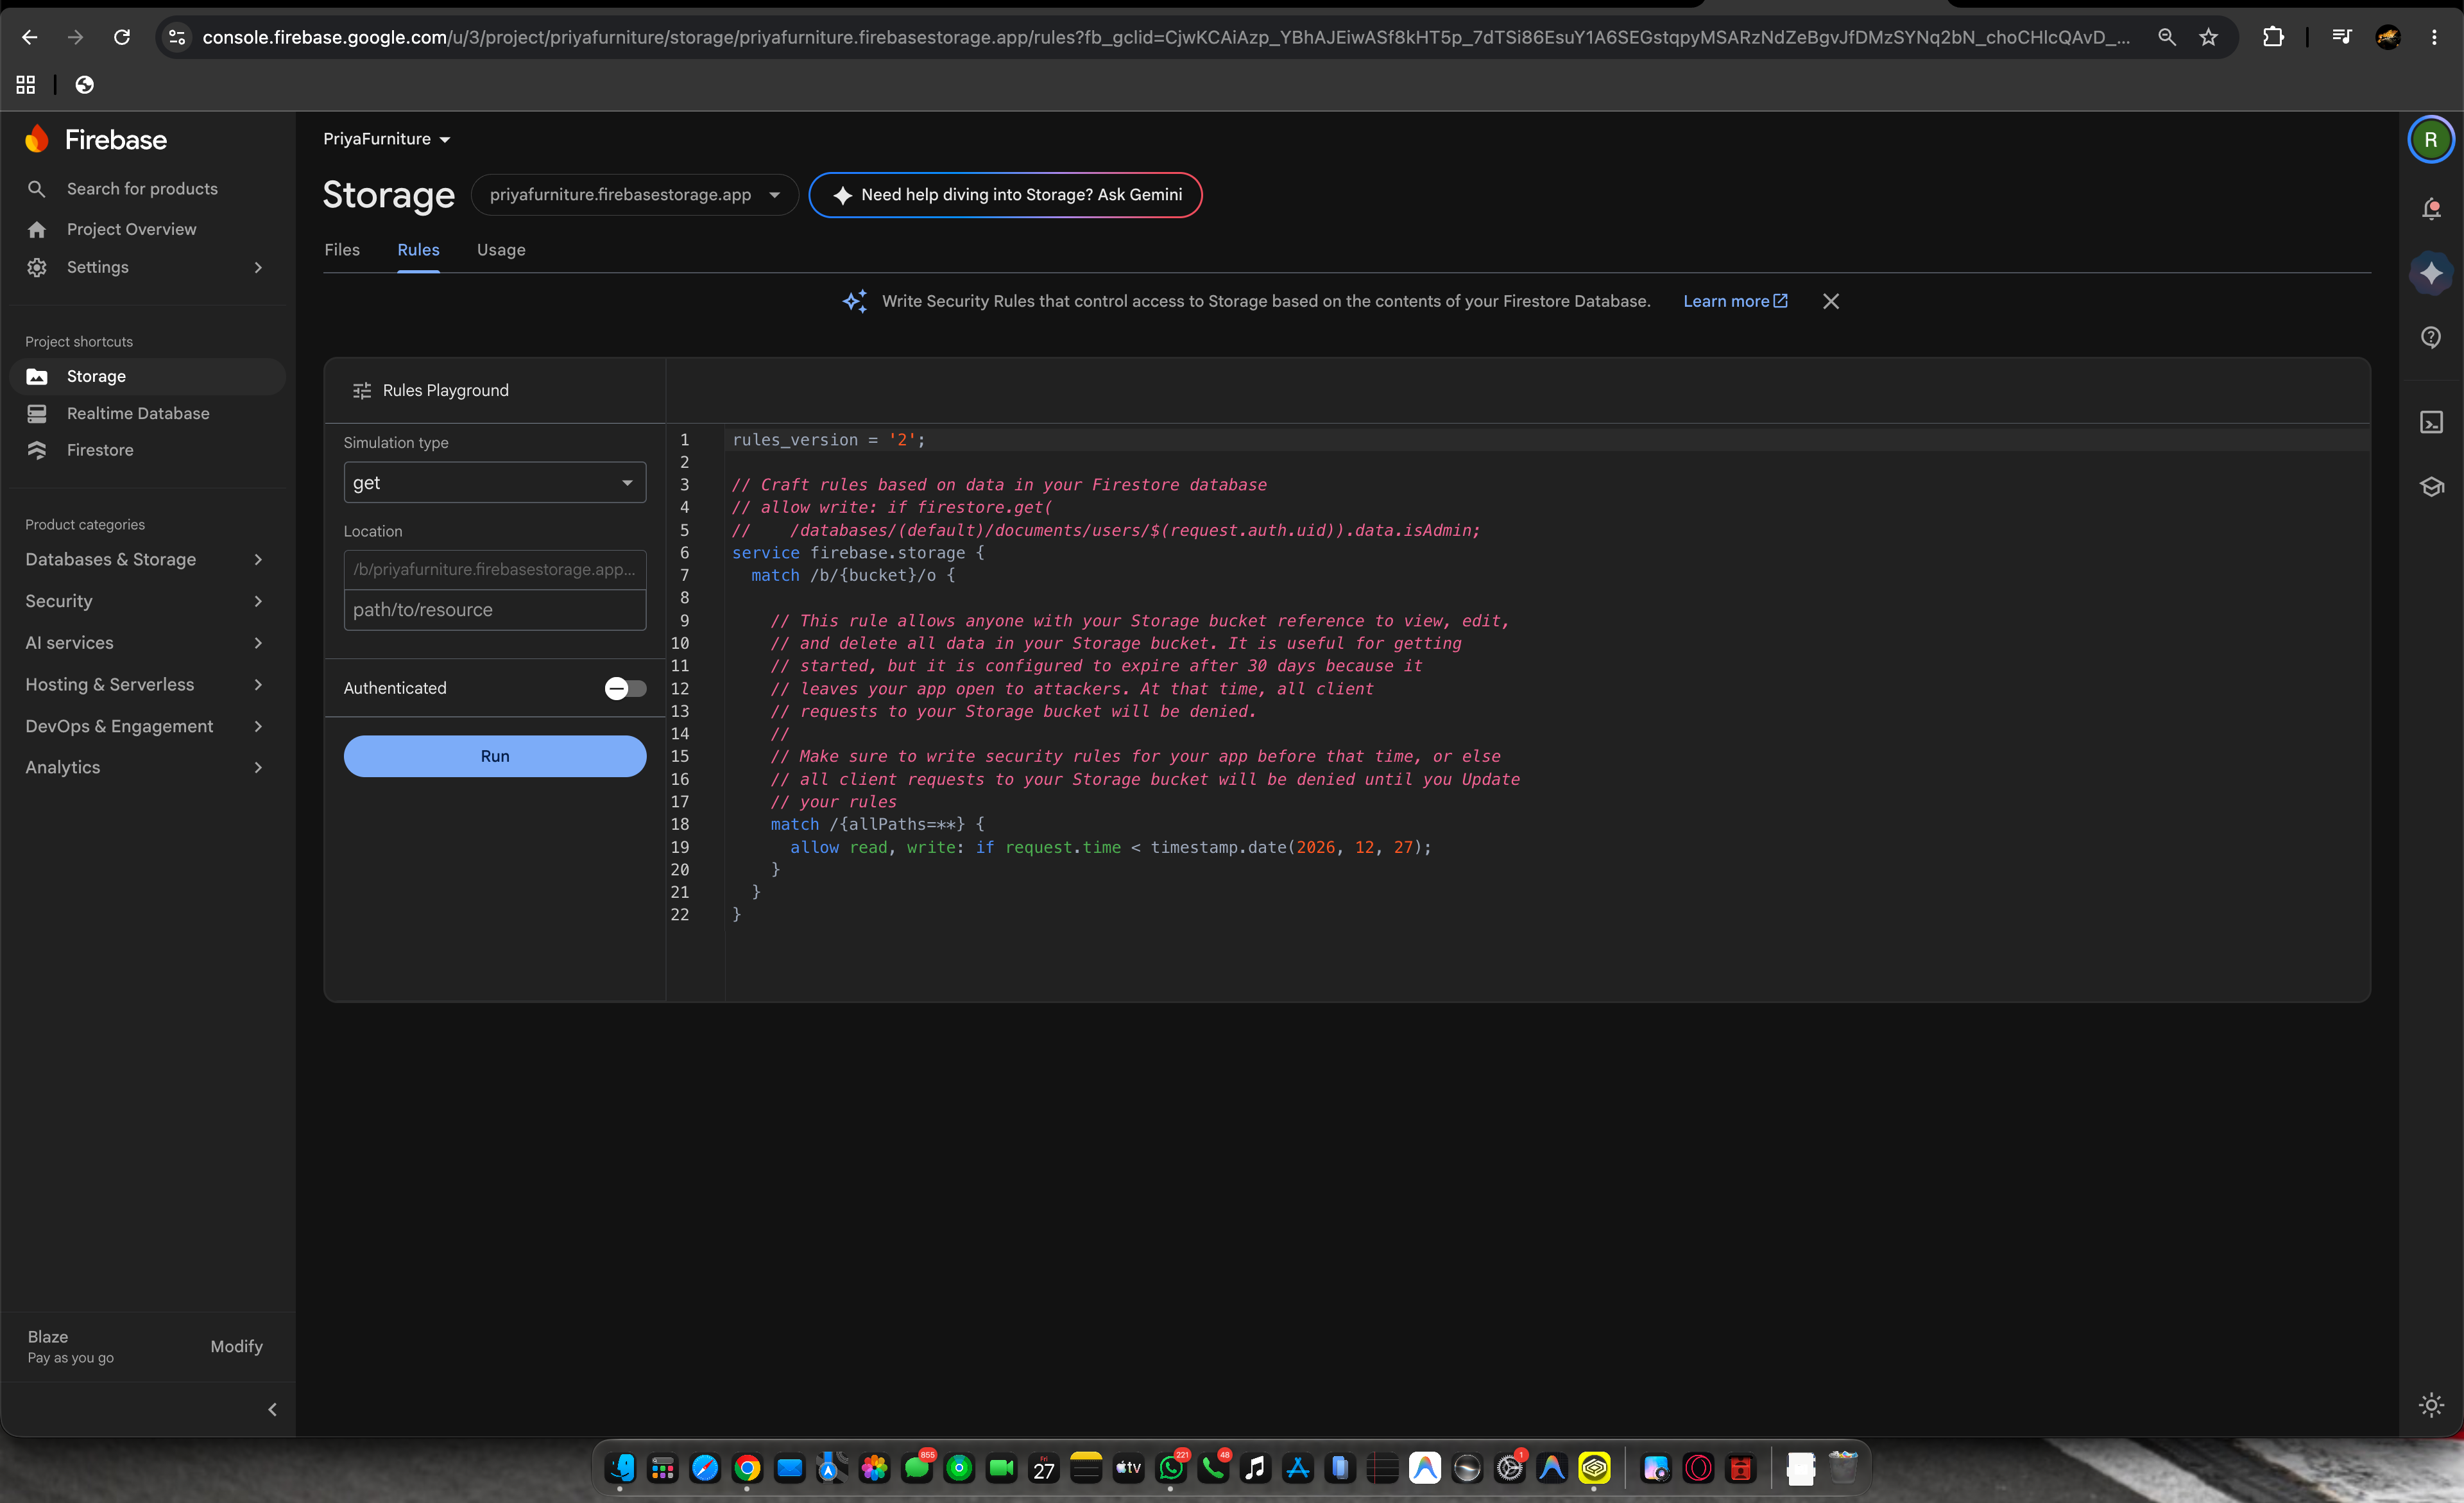 console.firebase.google.com/u/3/project/priyafurniture/storage/priyafurniture.firebasestorage.app/rules?fb_gclid=CjwKCAiAzp_YBhAJEiwASf8kHT5p_7dTSi86EsuY1A6SEGstqpyMSARzNdZeBgvJfDMzSYNq2bN_choCHlcQAvD_...
Firebase
Search for products
Project Overview
Settings
Project shortcuts
Storage
Realtime Database
Firestore
Product categories
Databases & Storage
Security
AI services
Hosting & Serverless
DevOps & Engagement
Analytics
Blaze
Pay as you go
Modify
PriyaFurniture
Storage
priyafurniture.firebasestorage.app
Need help diving into Storage? Ask Gemini
R
Files
Rules
Usage
Write Security Rules that control access to Storage based on the contents of your Firestore Database.
Learn more
Rules Playground
Simulation type
get
Location
/b/priyafurniture.firebasestorage.app...
path/to/resource
Authenticated
Run
1 rules_version = '2';
2
3 // Craft rules based on data in your Firestore database
4 // allow write: if firestore.get(
5 //    /databases/(default)/documents/users/$(request.auth.uid)).data.isAdmin;
6 service firebase.storage {
7   match /b/{bucket}/o {
8
9     // This rule allows anyone with your Storage bucket reference to view, edit,
10     // and delete all data in your Storage bucket. It is useful for getting
11     // started, but it is configured to expire after 30 days because it
12     // leaves your app open to attackers. At that time, all client
13     // requests to your Storage bucket will be denied.
14     //
15     // Make sure to write security rules for your app before that time, or else
16     // all client requests to your Storage bucket will be denied until you Update
17     // your rules
18     match /{allPaths=**} {
19       allow read, write: if request.time < timestamp.date(2026, 12, 27);
20     }
21   }
22 }
855
27
tv
221
48
1